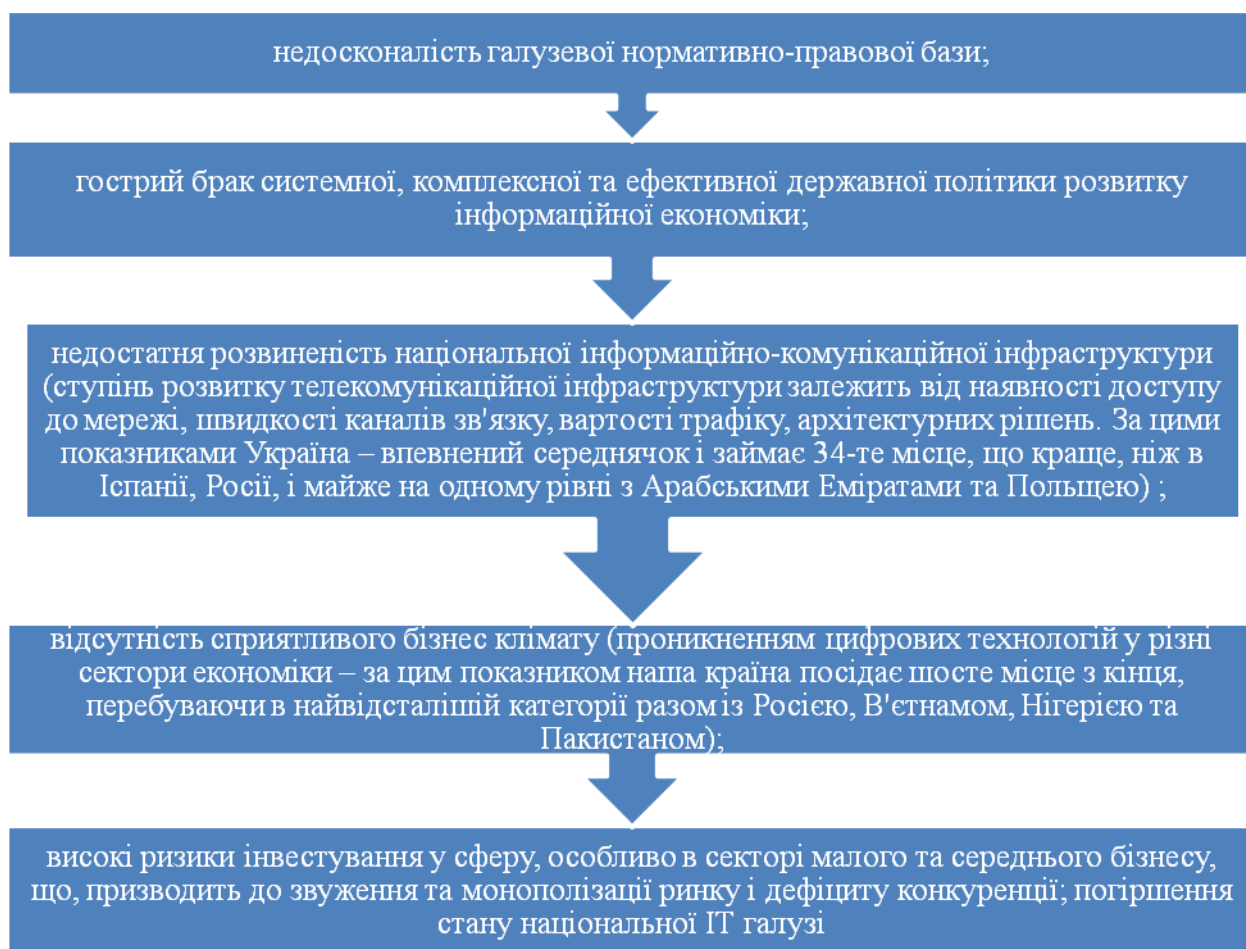 недосконалість галузевої нормативно-правової бази;
гострий брак системної, комплексної та ефективної державної політики розвитку
інформаційної економіки;
недостатня розвиненість національної інформаційно-комунікаційної інфраструктури
(ступінь розвитку телекомунікаційної інфраструктури залежить від наявності доступу
до мережі, швидкості каналів зв'язку, вартості трафіку, архітектурних рішень. За цими
показниками Україна – впевнений середнячок і займає 34-те місце, що краще, ніж в
Іспанії, Росії, і майже на одному рівні з Арабськими Еміратами та Польщею) ;
відсутність сприятливого бізнес клімату (проникненням цифрових технологій у різні
сектори економіки – за цим показником наша країна посідає шосте місце з кінця,
перебуваючи в найвідсталішій категорії разом із Росією, В'єтнамом, Нігерією та
Пакистаном);
високі ризики інвестування у сферу, особливо в секторі малого та середнього бізнесу,
що, призводить до звуження та монополізації ринку і дефіциту конкуренції; погіршення
стану національної ІТ галузі